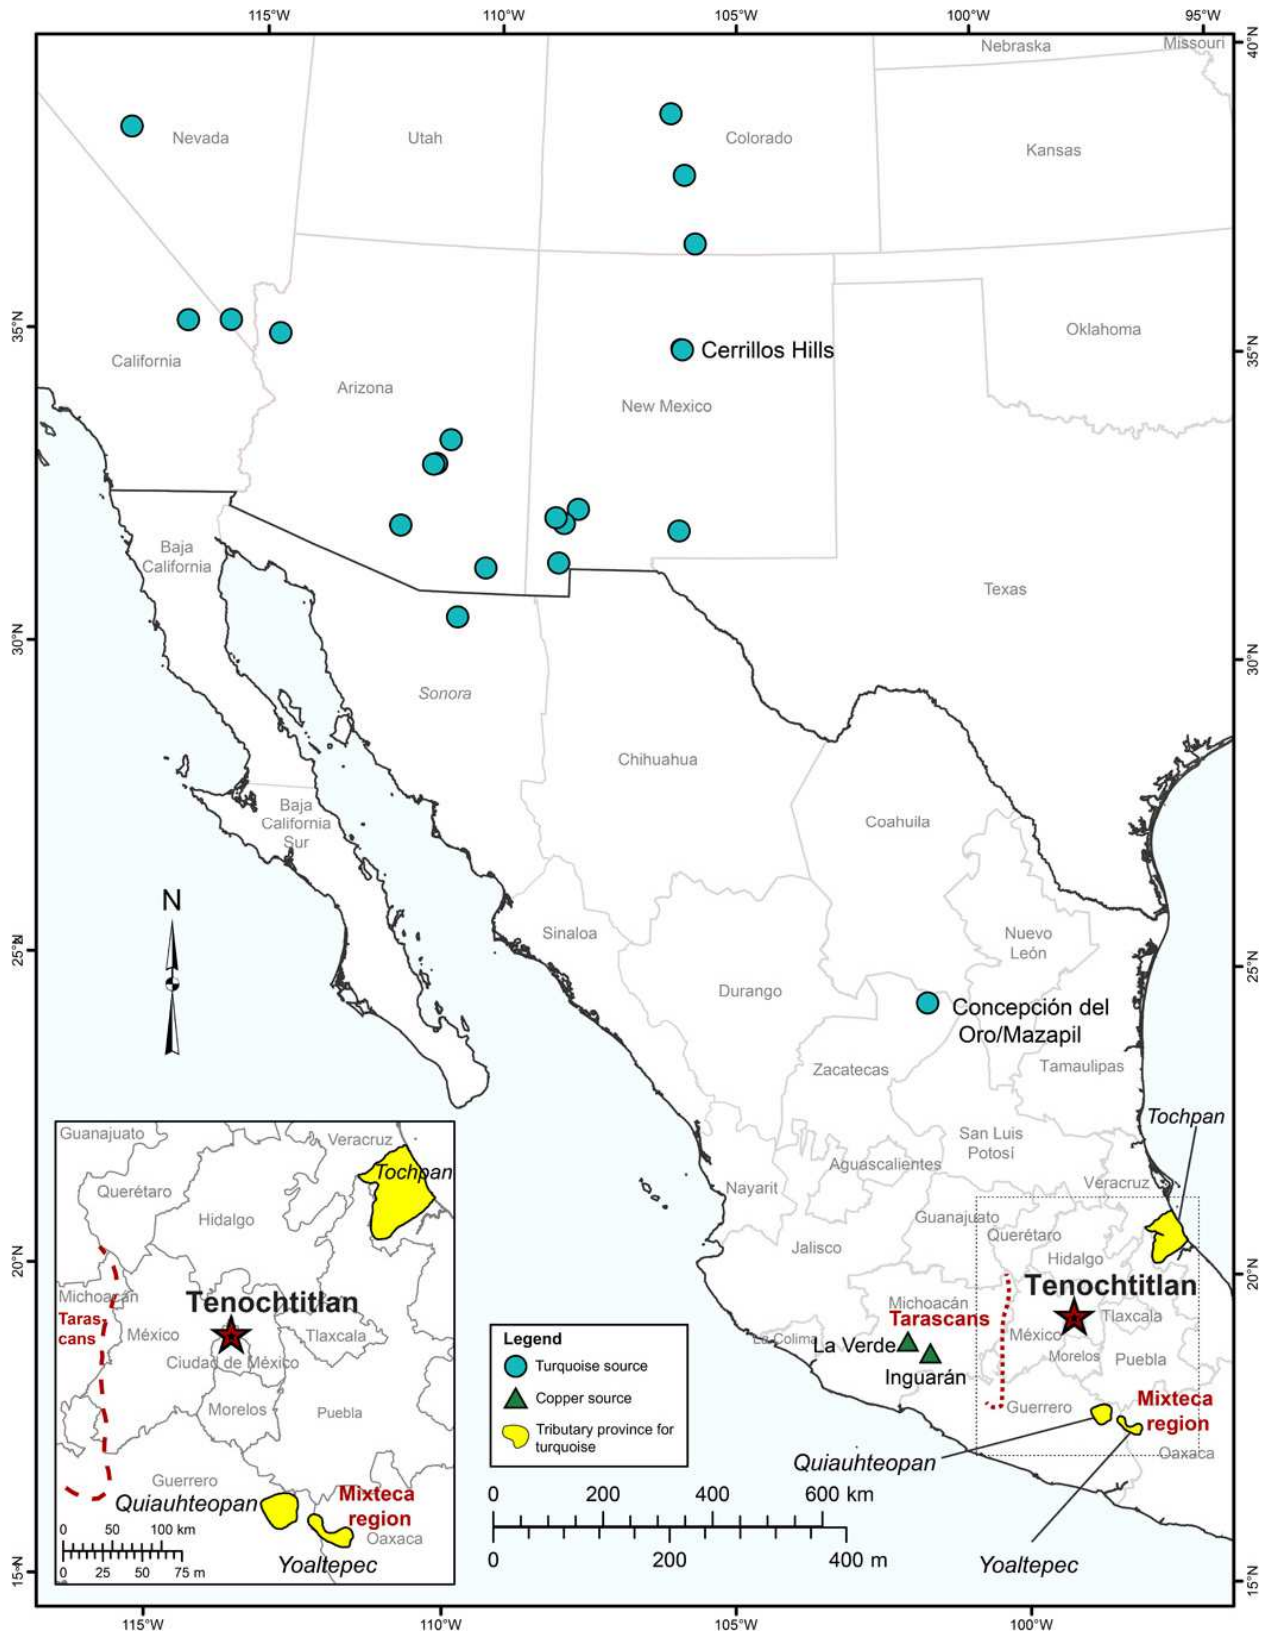 115°W
110°W
105°W
100°W
95°W
40°N
Nebraska
Missouri
Nevada
Utah
Colorado
Kansas
35°N
35°N
California
Arizona
Cerrillos Hills
New Mexico
Oklahoma
Baja
California
Texas
30°N
30°N
Sonora
Chihuahua
Baja
California
Sur
Coahuila
N
Sinaloa
Nuevo
León
25°N
25°N
Durango
Concepción del
Oro/Mazapil
Zacatecas
Tamaulipas
Tochpan
San Luis
Potosí
Aguascalientes
Nayarit
Veracruz
Guanajuato
Querétaro
Jalisco
Hidalgo
20°N
20°N
Tenochtitlan
Michoacán
Tarascans
Tlaxcala
La Colima
La Verde
México
Morelos
Puebla
Inguarán
Guerrero
Mixteca
region
Oaxaca
Quiauhteopan
Yoaltepec
Guanajuato
Veracruz
Tochpan
Querétaro
Hidalgo
Michoacán
Tenochtitlan
Taras
cans
México
Tlaxcala
Ciudad de México
Morelos
Puebla
Guerrero
Quiauhteopan
Mixteca
region
Oaxaca
Yoaltepec
0 50 100 km
0 25 50 75 m
Legend
Turquoise source
Copper source
Tributary province for
turquoise
0 200 400 600 km
0 200 400 m
15°N
15°N
115°W
110°W
105°W
100°W